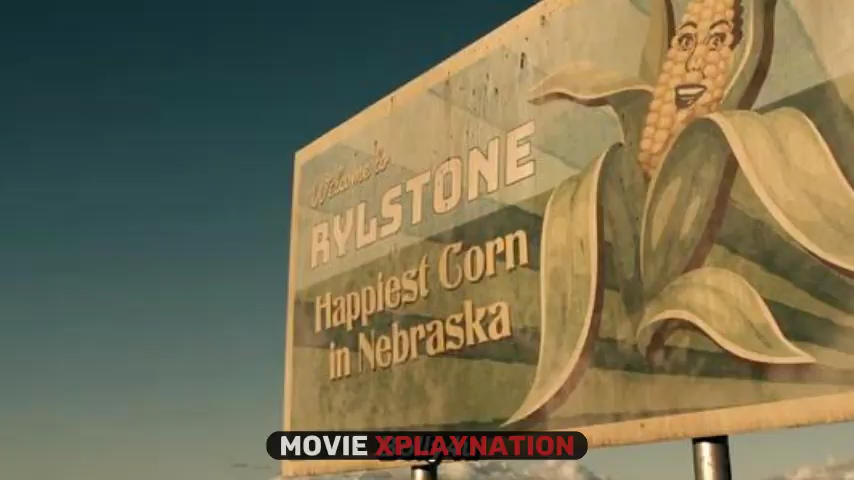 Welcome to
RYLSTONE
Happiest Corn
in Nebraska
MOVIE XPLAYNATION